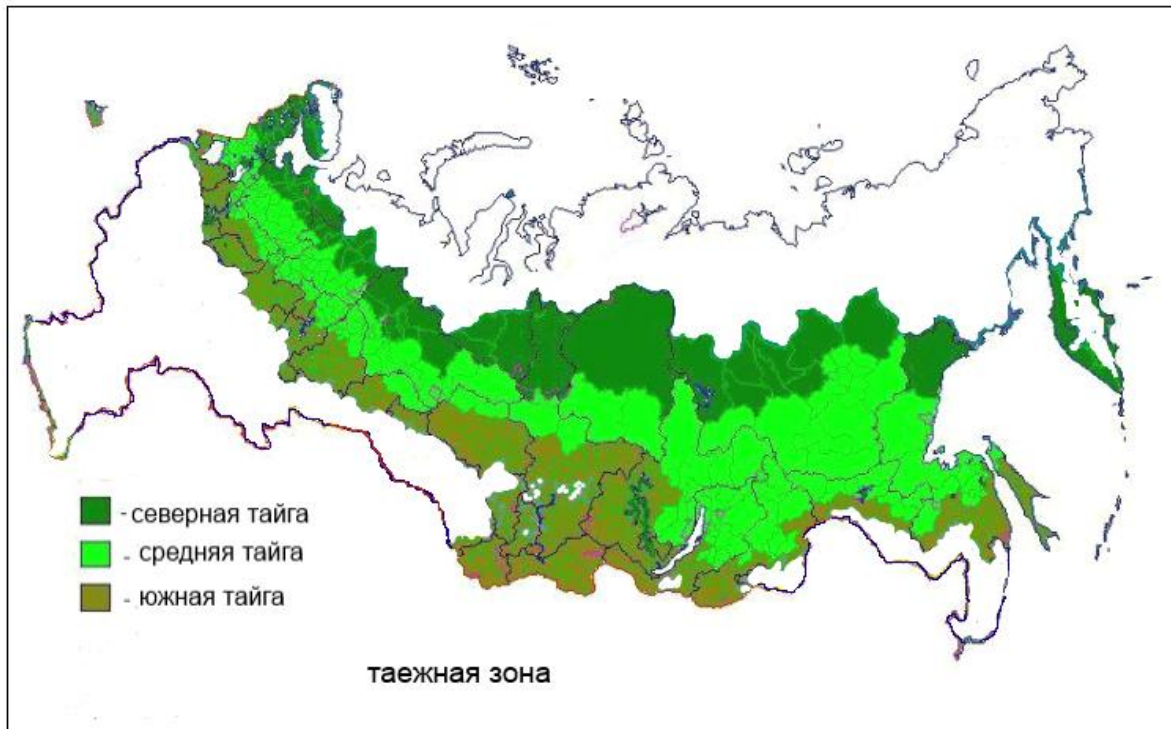 - северная тайга
- средняя тайга
- южная тайга
таежная зона